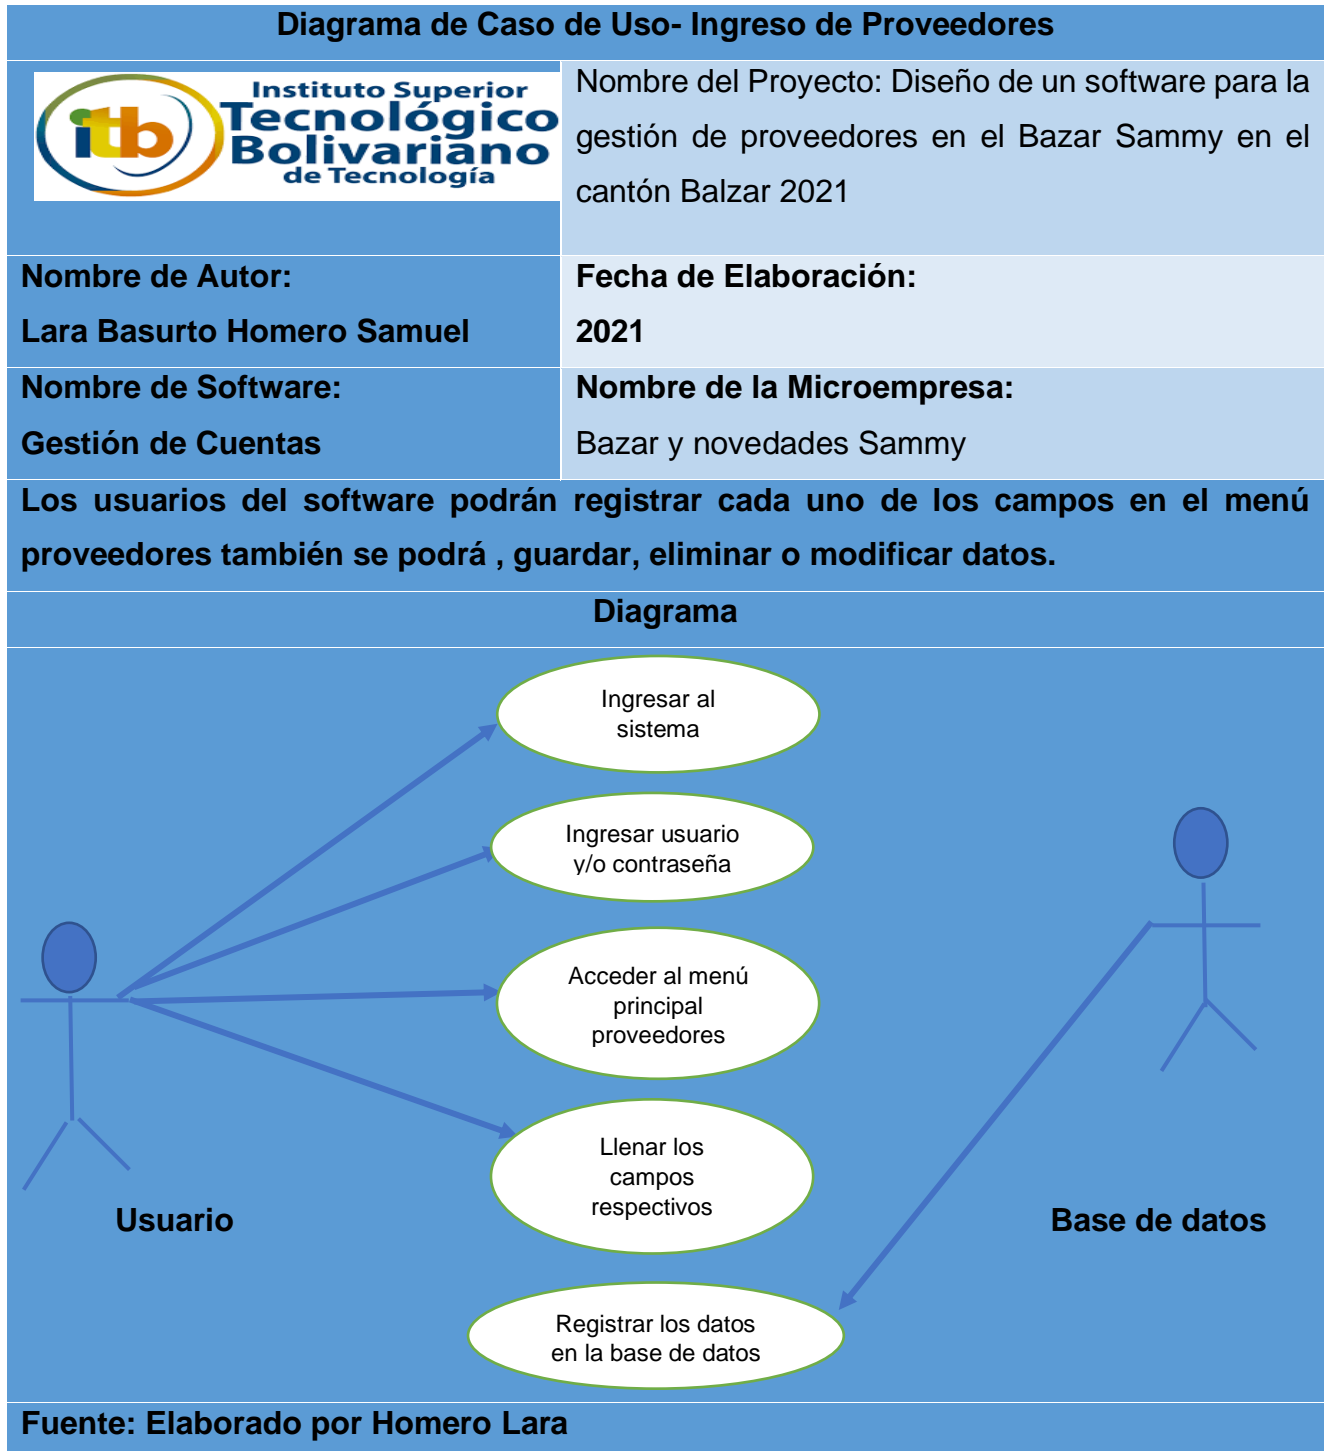 Diagrama de Caso de Uso- Ingreso de Proveedores
itb
Instituto Superior
Tecnológico
Bolivariano
de Tecnología
Nombre del Proyecto: Diseño de un software para la
gestión de proveedores en el Bazar Sammy en el
cantón Balzar 2021
Nombre de Autor:
Lara Basurto Homero Samuel
Fecha de Elaboración:
2021
Nombre de Software:
Gestión de Cuentas
Nombre de la Microempresa:
Bazar y novedades Sammy
Los usuarios del software podrán registrar cada uno de los campos en el menú
proveedores también se podrá , guardar, eliminar o modificar datos.
Diagrama
Ingresar al
sistema
Ingresar usuario
y/o contraseña
Acceder al menú
principal
proveedores
Llenar los
campos
respectivos
Usuario
Base de datos
Registrar los datos
en la base de datos
Fuente: Elaborado por Homero Lara